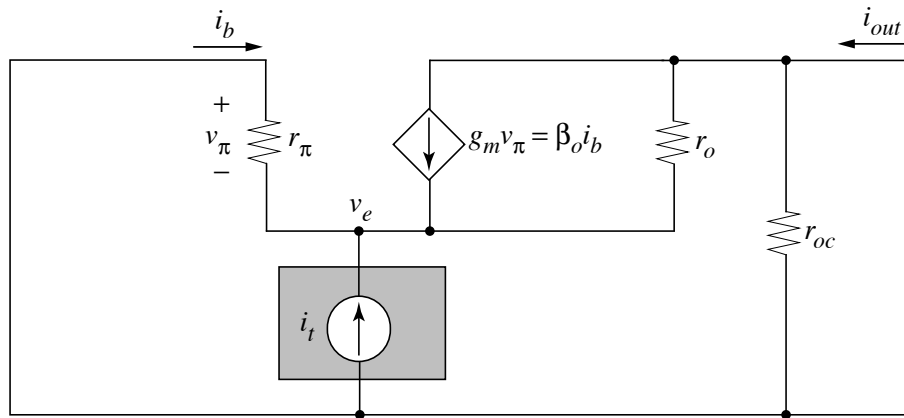 i_b
i_out
+
v_π
−
r_π
g_m v_π = β_o i_b
r_o
v_e
r_oc
i_t